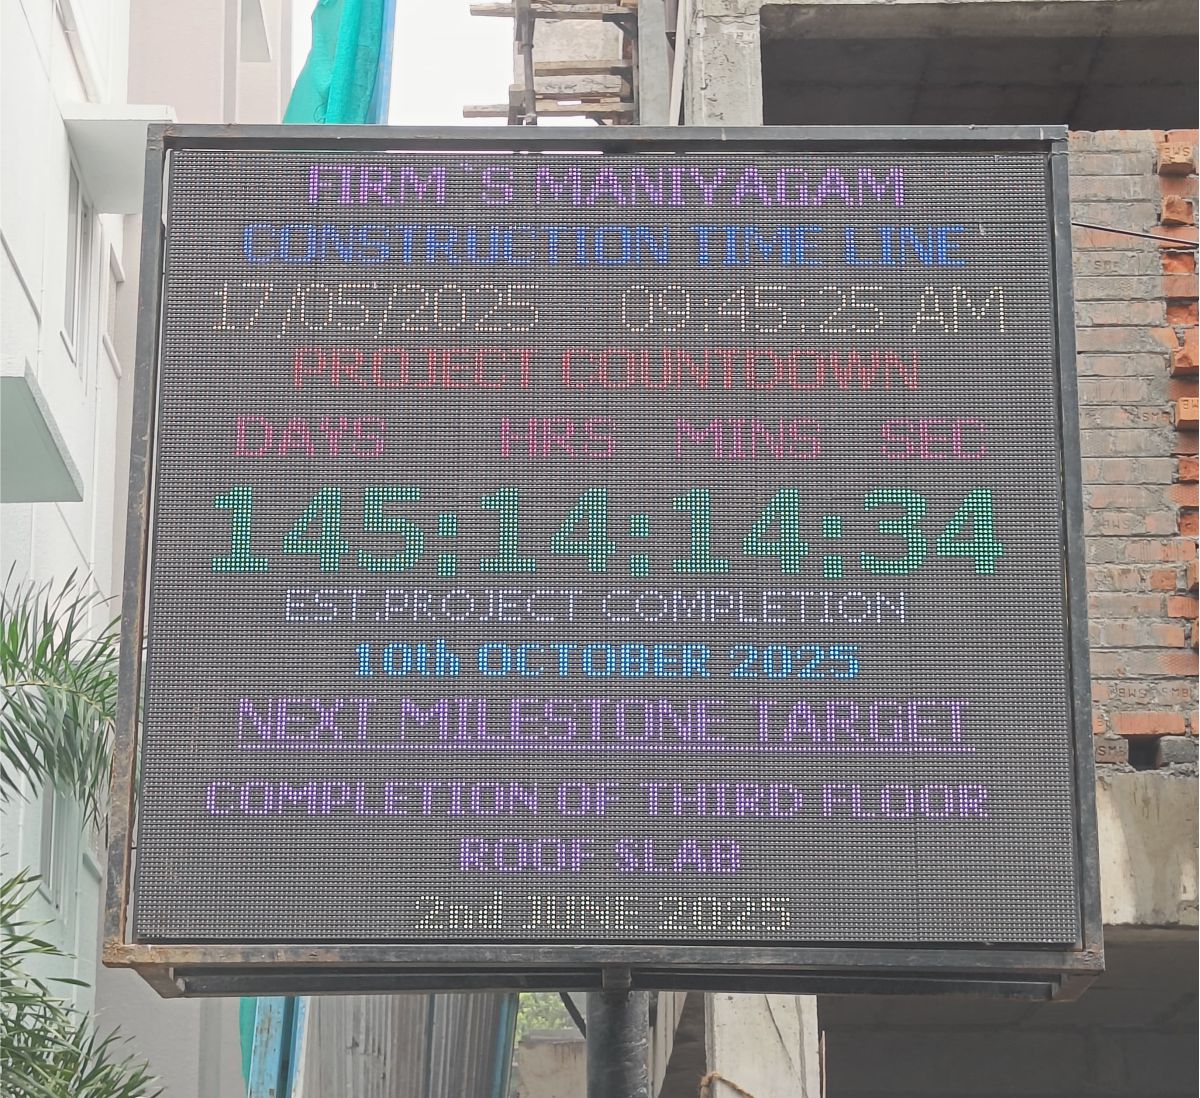 FIRM`S MANIYAGAM
CONSTRUCTION TIME LINE
17/05/2025 09:45:25 AM
PROJECT COUNTDOWN
DAYS HRS MINS SEC
145:14:14:34
EST.PROJECT COMPLETION
10th OCTOBER 2025
NEXT MILESTONE TARGET
COMPLETION OF THIRD FLOOR
ROOF SLAB
2nd JUNE 2025